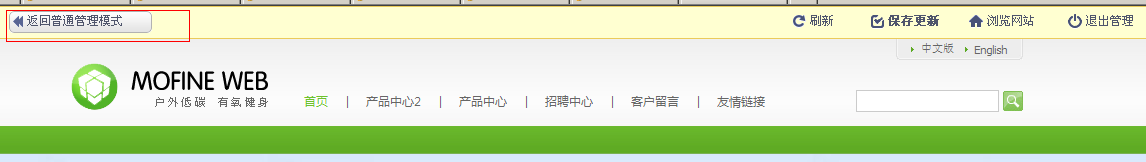 返回普通管理模式 刷新 保存更新 浏览网站 退出管理
中文版 English
MOFINE WEB
户外低碳 有氧健身
首页 | 产品中心2 | 产品中心 | 招聘中心 | 客户留言 | 友情链接